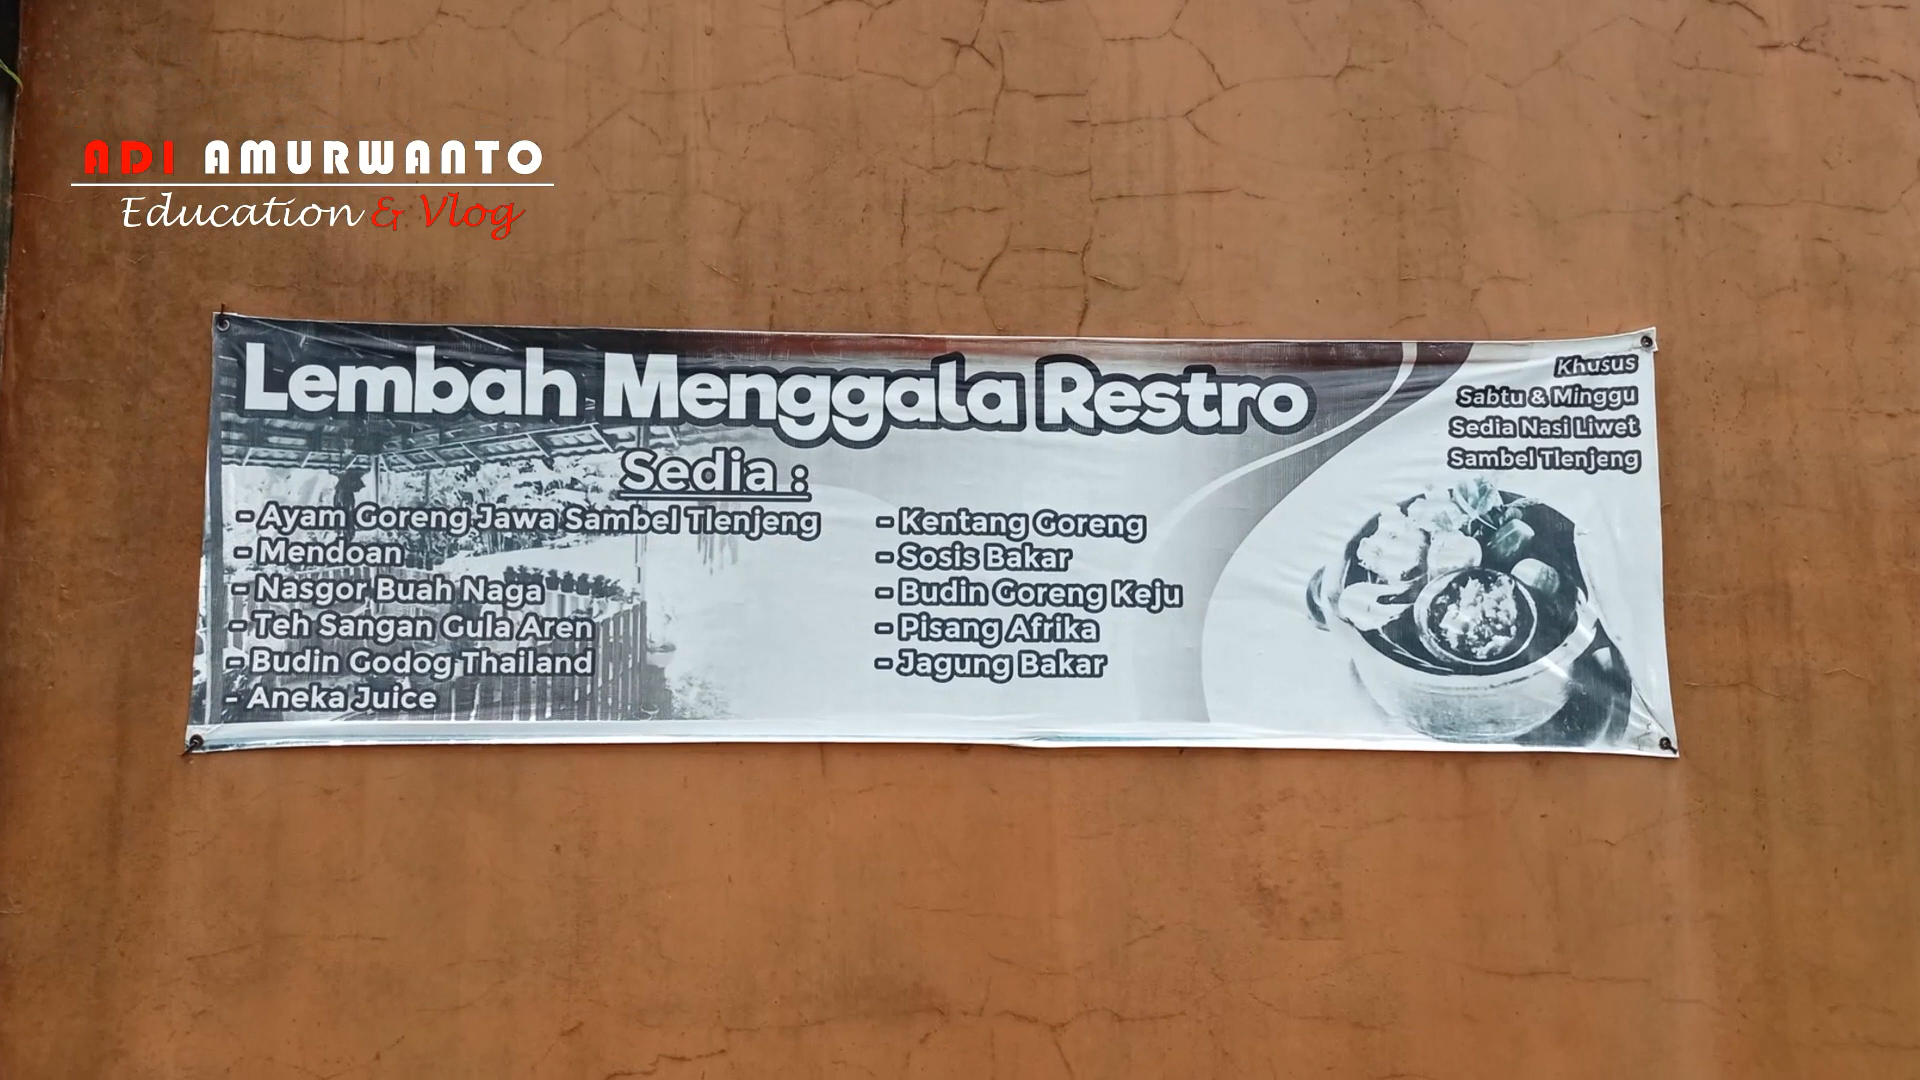 ADI AMURWANTO
Education & Vlog
Lembah Menggala Restro
Sedia :
- Ayam Goreng Jawa Sambel Tlenjeng
- Mendoan
- Nasgor Buah Naga
- Teh Sangan Gula Aren
- Budin Godog Thailand
- Aneka Juice
- Kentang Goreng
- Sosis Bakar
- Budin Goreng Keju
- Pisang Afrika
- Jagung Bakar
Khusus
Sabtu & Minggu
Sedia Nasi Liwet
Sambel Tlenjeng